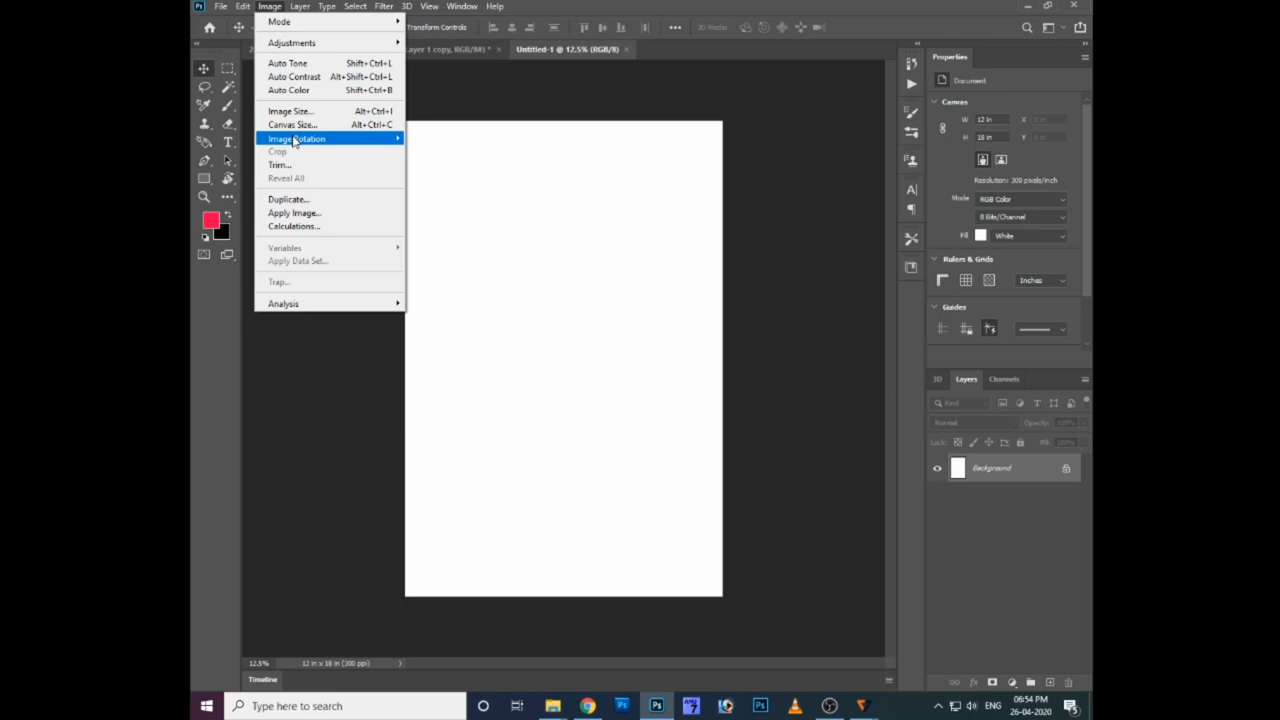 Ps File Edit Image Layer Type Select Filter 3D View Window Help
Transform Controls 3D Mode:
Layer 1 copy, RGB/8#) * × Untitled-1 @ 12.5% (RGB/8) ×
Mode
Adjustments
Auto Tone Shift+Ctrl+L
Auto Contrast Alt+Shift+Ctrl+L
Auto Color Shift+Ctrl+B
Image Size... Alt+Ctrl+I
Canvas Size... Alt+Ctrl+C
Image Rotation
Crop
Trim...
Reveal All
Duplicate...
Apply Image...
Calculations...
Variables
Apply Data Set...
Trap...
Analysis
Properties
Document
Canvas
W 12 in X
H 18 in Y
Resolution: 300 pixels/inch
Mode RGB Color
8 Bits/Channel
Fill White
Rulers & Grids
Inches
Guides
3D Layers Channels
Kind
Normal Opacity: 100%
Lock: Fill: 100%
Background
12.5% 12 in x 18 in (300 ppi)
Timeline
Type here to search
ENG
06:54 PM
26-04-2020